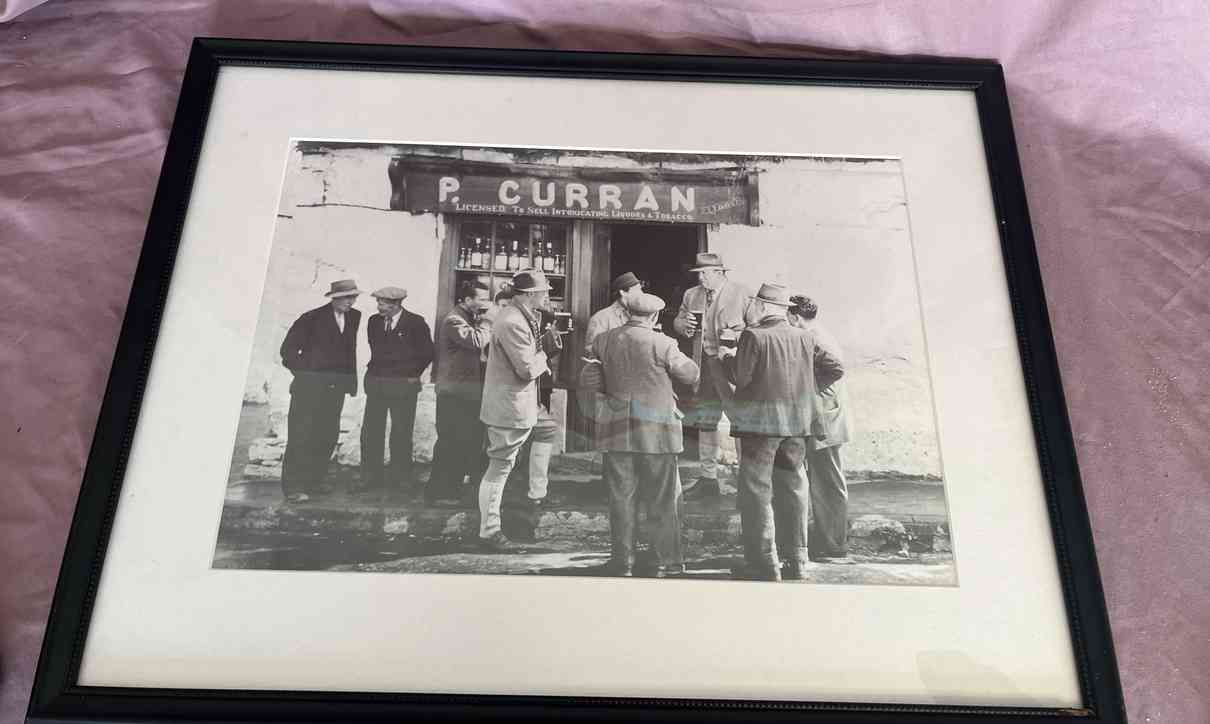 P. CURRAN
LICENSED TO SELL INTOXICATING LIQUORS & TOBACCO